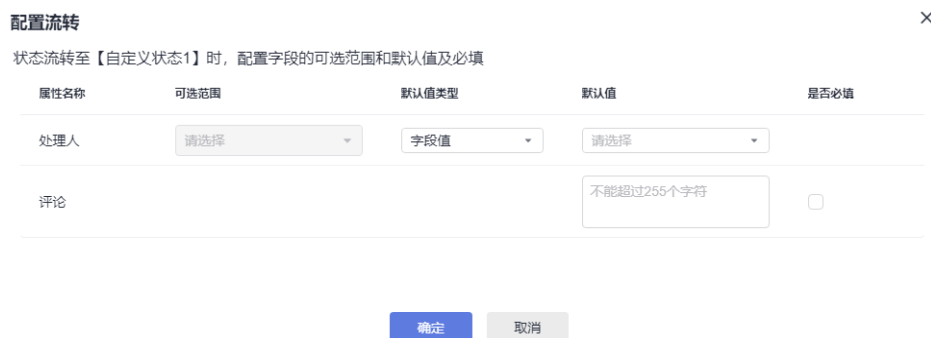 配置流转
状态流转至【自定义状态1】时，配置字段的可选范围和默认值及必填
属性名称 可选范围 默认值类型 默认值 是否必填
处理人 请选择 字段值 请选择
评论 不能超过255个字符
确定 取消